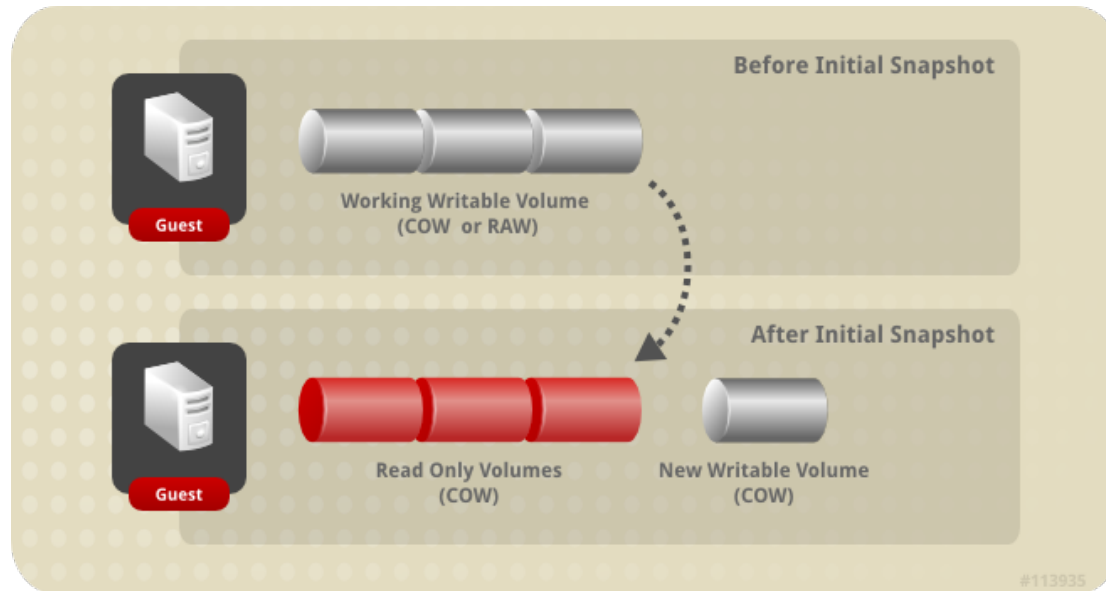 Before Initial Snapshot
Working Writable Volume
(COW or RAW)
Guest
After Initial Snapshot
Read Only Volumes
(COW)
New Writable Volume
(COW)
Guest
#113935